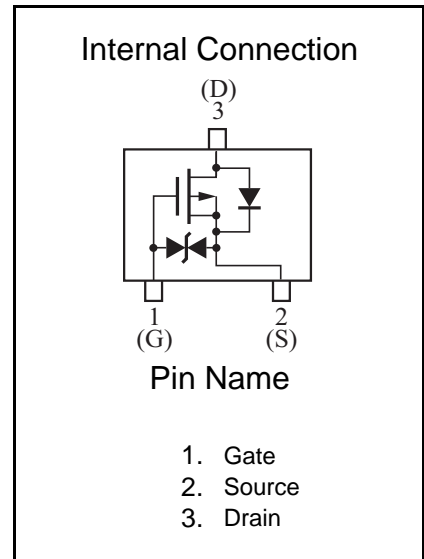 Internal Connection
(D)
3
1 2
(G) (S)
Pin Name
1. Gate
2. Source
3. Drain